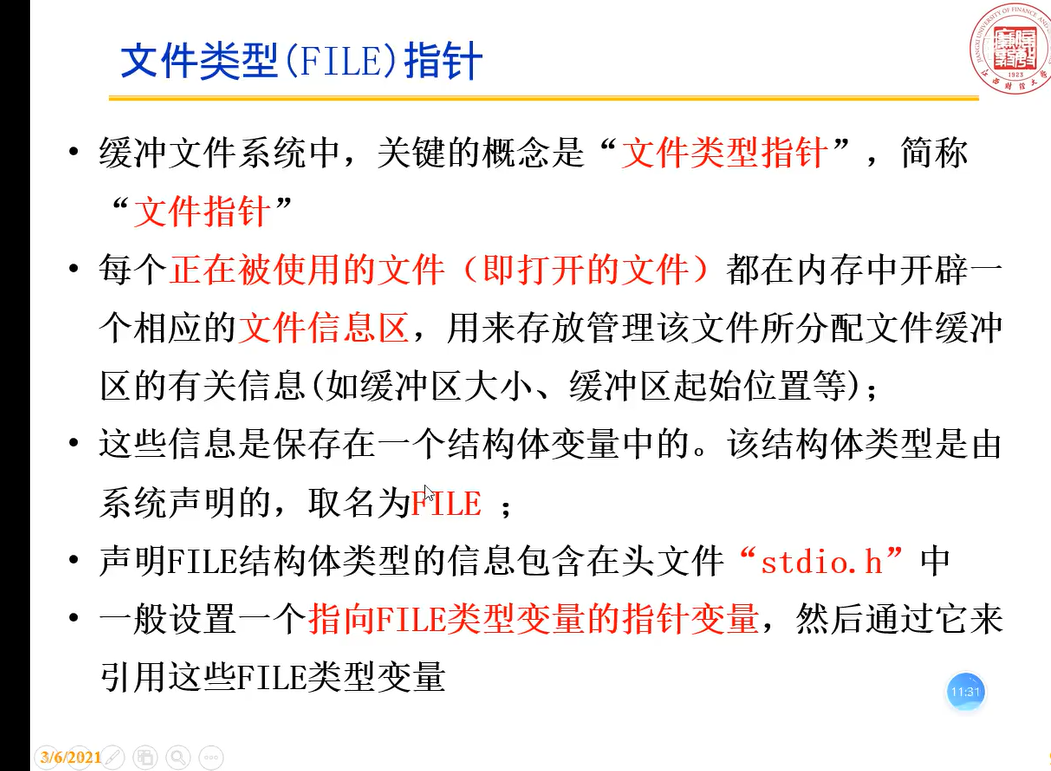 文件类型(FILE)指针
• 缓冲文件系统中，关键的概念是“文件类型指针”，简称
“文件指针”
• 每个正在被使用的文件（即打开的文件）都在内存中开辟一
个相应的文件信息区，用来存放管理该文件所分配文件缓冲
区的有关信息(如缓冲区大小、缓冲区起始位置等)；
• 这些信息是保存在一个结构体变量中的。该结构体类型是由
系统声明的，取名为FILE ；
• 声明FILE结构体类型的信息包含在头文件“stdio.h”中
• 一般设置一个指向FILE类型变量的指针变量，然后通过它来
引用这些FILE类型变量
11:31
3/6/2021
1923
江西财经大学